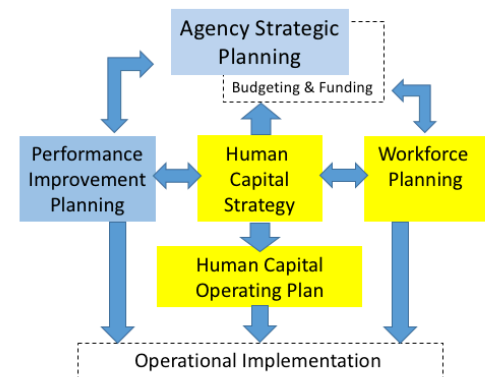 Agency Strategic
Planning
Budgeting & Funding
Performance
Improvement
Planning
Human
Capital
Strategy
Workforce
Planning
Human Capital
Operating Plan
Operational Implementation